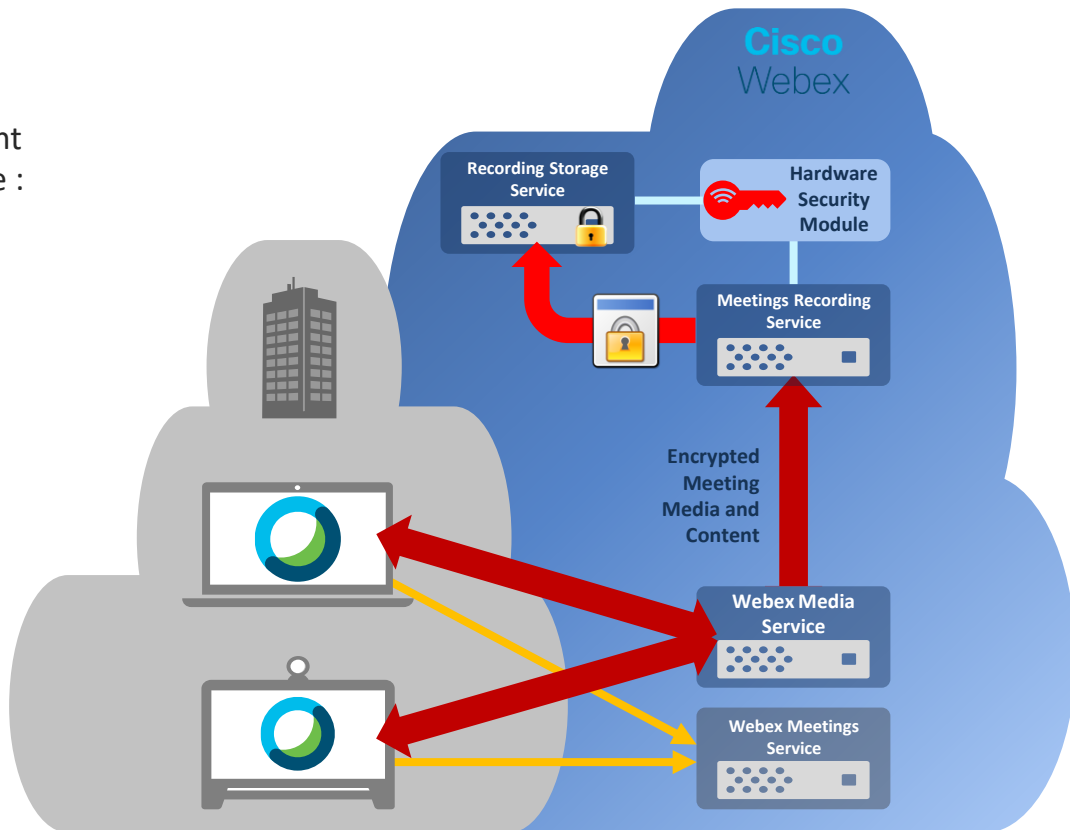 nt
e :
Cisco
Webex
Recording Storage
Service
Hardware
Security
Module
Meetings Recording
Service
Encrypted
Meeting
Media and
Content
Webex Media
Service
Webex Meetings
Service